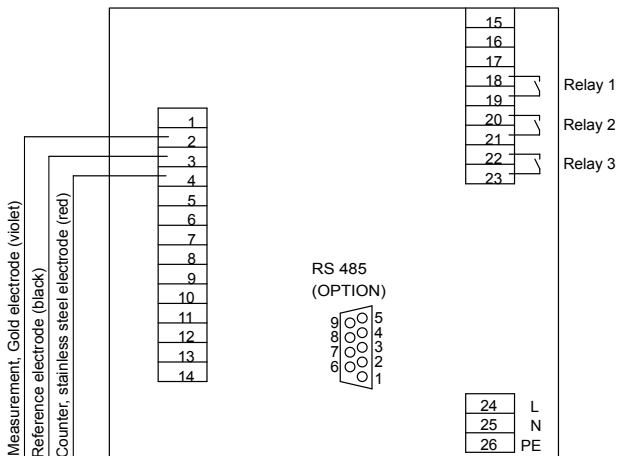 15
16
17
18
19
Relay 1
20
21
Relay 2
22
23
Relay 3
1
2
3
4
5
6
7
8
9
10
11
12
13
14
Measurement, Gold electrode (violet)
Reference electrode (black)
Counter, stainless steel electrode (red)
RS 485
(OPTION)
9
8
7
6
5
4
3
2
1
24 L
25 N
26 PE